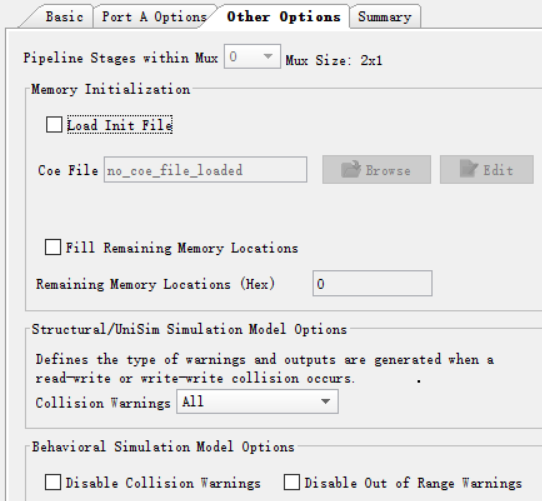 Basic Port A Options Other Options Summary
Pipeline Stages within Mux 0 Mux Size: 2x1
Memory Initialization
Load Init File
Coe File no_coe_file_loaded Browse Edit
Fill Remaining Memory Locations
Remaining Memory Locations (Hex) 0
Structural/UniSim Simulation Model Options
Defines the type of warnings and outputs are generated when a
read-write or write-write collision occurs. .
Collision Warnings All
Behavioral Simulation Model Options
Disable Collision Warnings Disable Out of Range Warnings